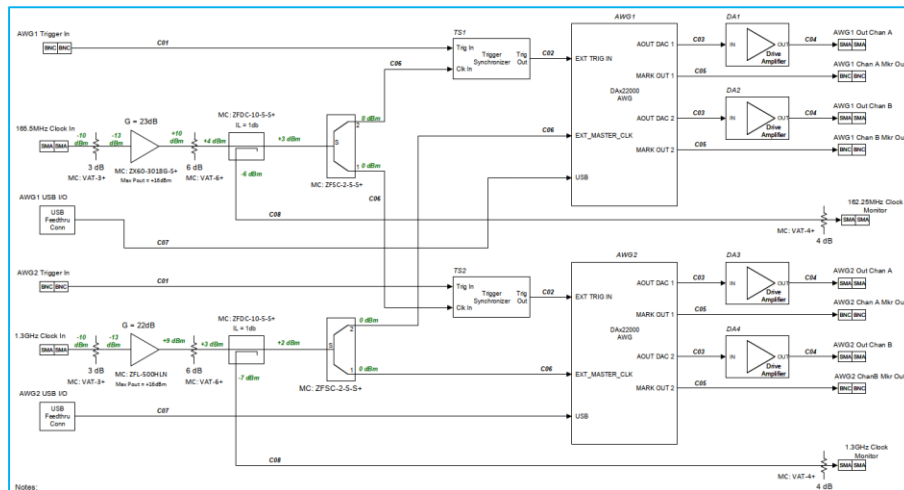 AWG1 Trigger In
BNC BNC
C01
TS1
Trig In
Trigger Synchronizer
Trig Out
Clk In
C02
C06
AWG1
EXT TRIG IN
AOUT DAC 1
MARK OUT 1
DAx22000
AWG
AOUT DAC 2
EXT_MASTER_CLK
MARK OUT 2
USB
C03
DA1
IN
OUT
Drive
Amplifier
C04
AWG1 Out Chan A
SMA SMA
C05
AWG1 Chan A Mkr Out
BNC BNC
C03
DA2
IN
OUT
Drive
Amplifier
C04
AWG1 Out Chan B
SMA SMA
C05
AWG1 Chan B Mkr Out
BNC BNC
165.5MHz Clock In
SMA SMA
-10 dBm
3 dB
MC: VAT-3+
-13 dBm
G = 23dB
MC: ZX60-3018G-S+
+10 dBm
6 dB
MC: VAT-6+
+4 dBm
MC: ZFDC-10-5-S+
IL = 1db
-6 dBm
+3 dBm
S
2
1
0 dBm
0 dBm
MC: ZFSC-2-5-S+
C06
C06
AWG1 USB I/O
USB
Feedthru
Conn
C07
C08
162.25MHz Clock
Monitor
SMA SMA
MC: VAT-4+
4 dB
AWG2 Trigger In
BNC BNC
C01
TS2
Trig In
Trigger Synchronizer
Trig Out
Clk In
C02
AWG2
EXT TRIG IN
AOUT DAC 1
MARK OUT 1
DAx22000
AWG
AOUT DAC 2
EXT_MASTER_CLK
MARK OUT 2
USB
C03
DA3
IN
OUT
Drive
Amplifier
C04
AWG2 Out Chan A
SMA SMA
C05
AWG2 Chan A Mkr Out
BNC BNC
C03
DA4
IN
OUT
Drive
Amplifier
C04
AWG2 Out Chan B
SMA SMA
C05
AWG2 ChanB Mkr Out
BNC BNC
1.3GHz Clock In
SMA SMA
-10 dBm
3 dB
MC: VAT-3+
-13 dBm
G = 22dB
MC: ZFL-500HLN
+9 dBm
6 dB
MC: VAT-6+
+3 dBm
MC: ZFDC-10-5-S+
IL = 1db
-7 dBm
+2 dBm
S
2
1
0 dBm
0 dBm
MC: ZFSC-2-5-S+
C06
AWG2 USB I/O
USB
Feedthru
Conn
C07
C08
1.3GHz Clock
Monitor
SMA SMA
MC: VAT-4+
4 dB
Notes: